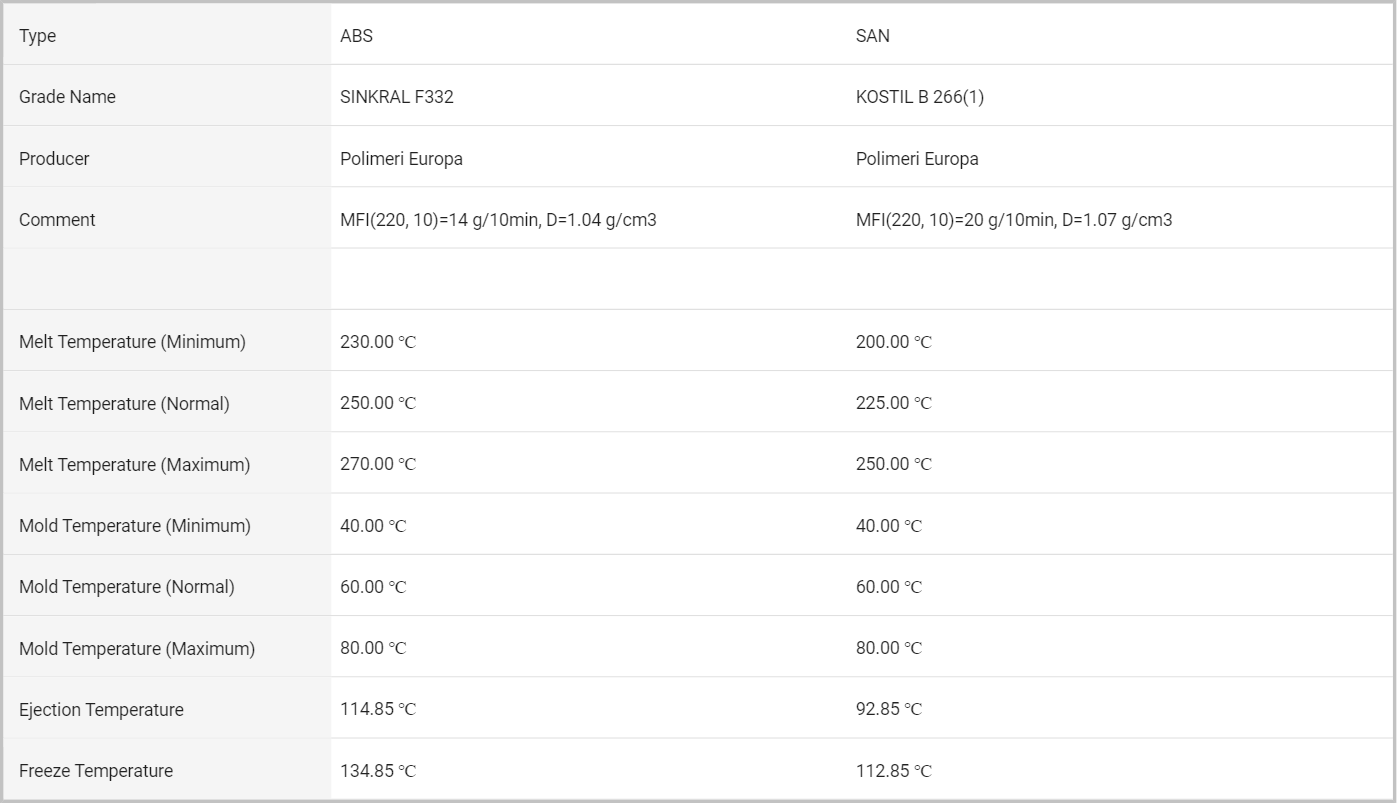 Type ABS SAN
Grade Name SINKRAL F332 KOSTIL B 266(1)
Producer Polimeri Europa Polimeri Europa
Comment MFI(220, 10)=14 g/10min, D=1.04 g/cm3 MFI(220, 10)=20 g/10min, D=1.07 g/cm3
Melt Temperature (Minimum) 230.00 ℃ 200.00 ℃
Melt Temperature (Normal) 250.00 ℃ 225.00 ℃
Melt Temperature (Maximum) 270.00 ℃ 250.00 ℃
Mold Temperature (Minimum) 40.00 ℃ 40.00 ℃
Mold Temperature (Normal) 60.00 ℃ 60.00 ℃
Mold Temperature (Maximum) 80.00 ℃ 80.00 ℃
Ejection Temperature 114.85 ℃ 92.85 ℃
Freeze Temperature 134.85 ℃ 112.85 ℃